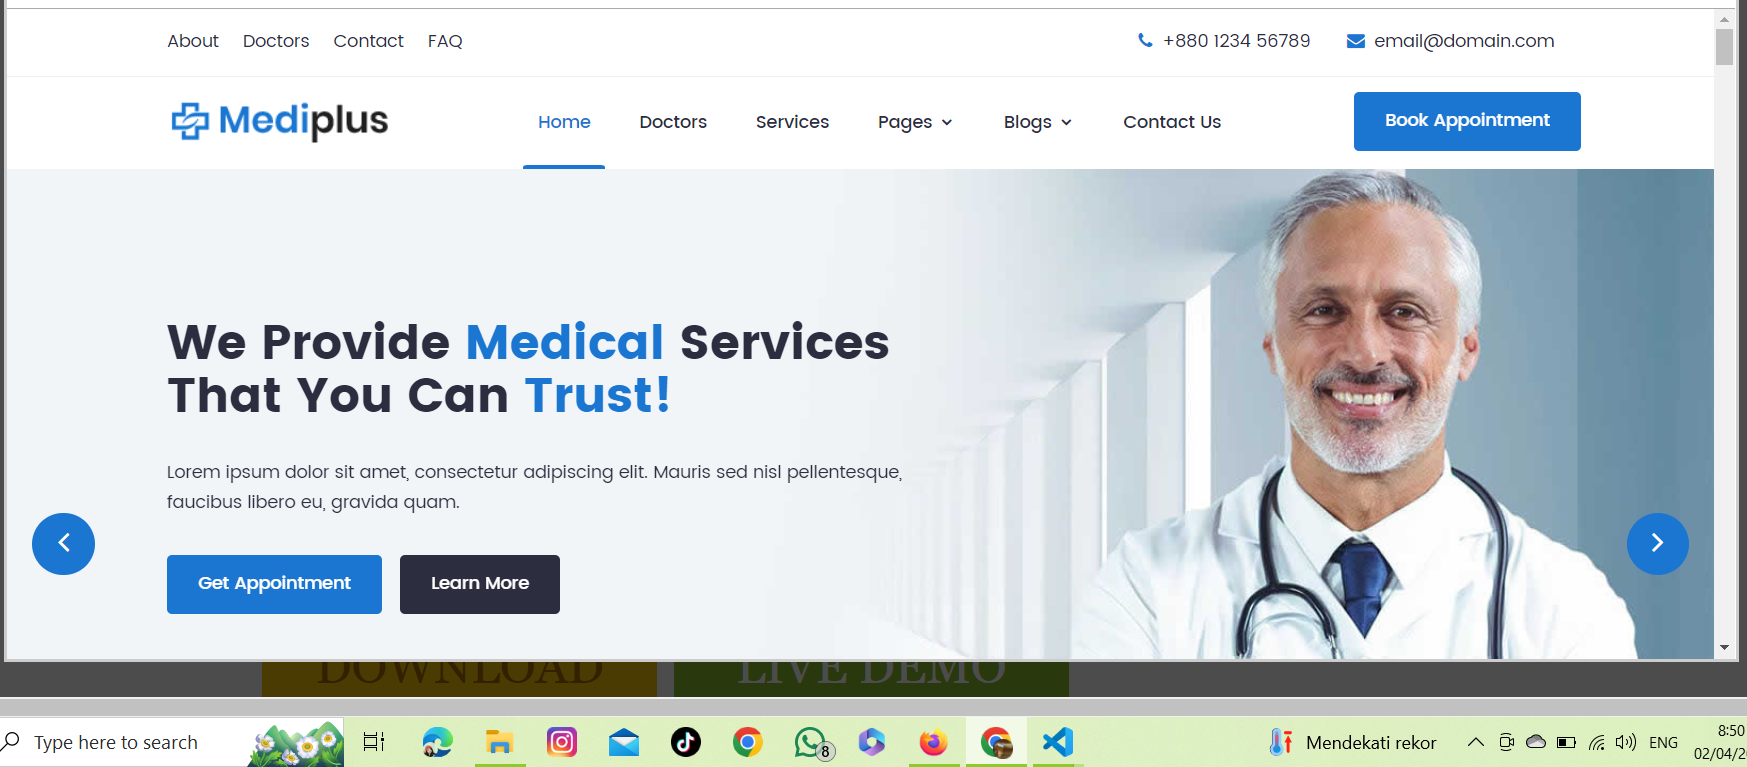 About Doctors Contact FAQ
+880 1234 56789 email@domain.com
Mediplus
Home Doctors Services Pages Blogs Contact Us
Book Appointment
We Provide Medical Services
That You Can Trust!
Lorem ipsum dolor sit amet, consectetur adipiscing elit. Mauris sed nisl pellentesque,
faucibus libero eu, gravida quam.
Get Appointment Learn More
DOWNLOAD LIVE DEMO
Type here to search
8
Mendekati rekor
ENG
8:50
02/04/2